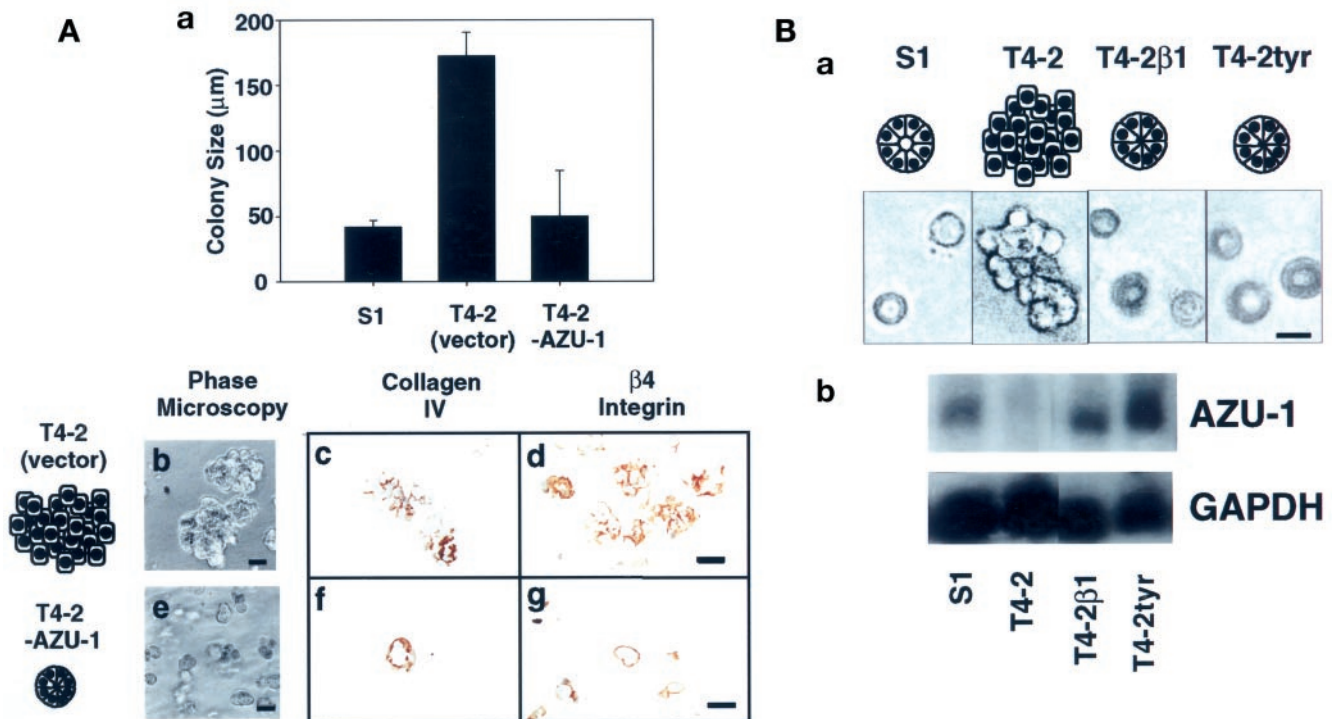 A
a
Colony Size (μm)
200
150
100
50
0
S1
T4-2
(vector)
T4-2
-AZU-1
Phase
Microscopy
Collagen
IV
β4
Integrin
T4-2
(vector)
b
c
d
T4-2
-AZU-1
e
f
g
B
a
S1
T4-2
T4-2β1
T4-2tyr
b
AZU-1
GAPDH
S1
T4-2
T4-2β1
T4-2tyr